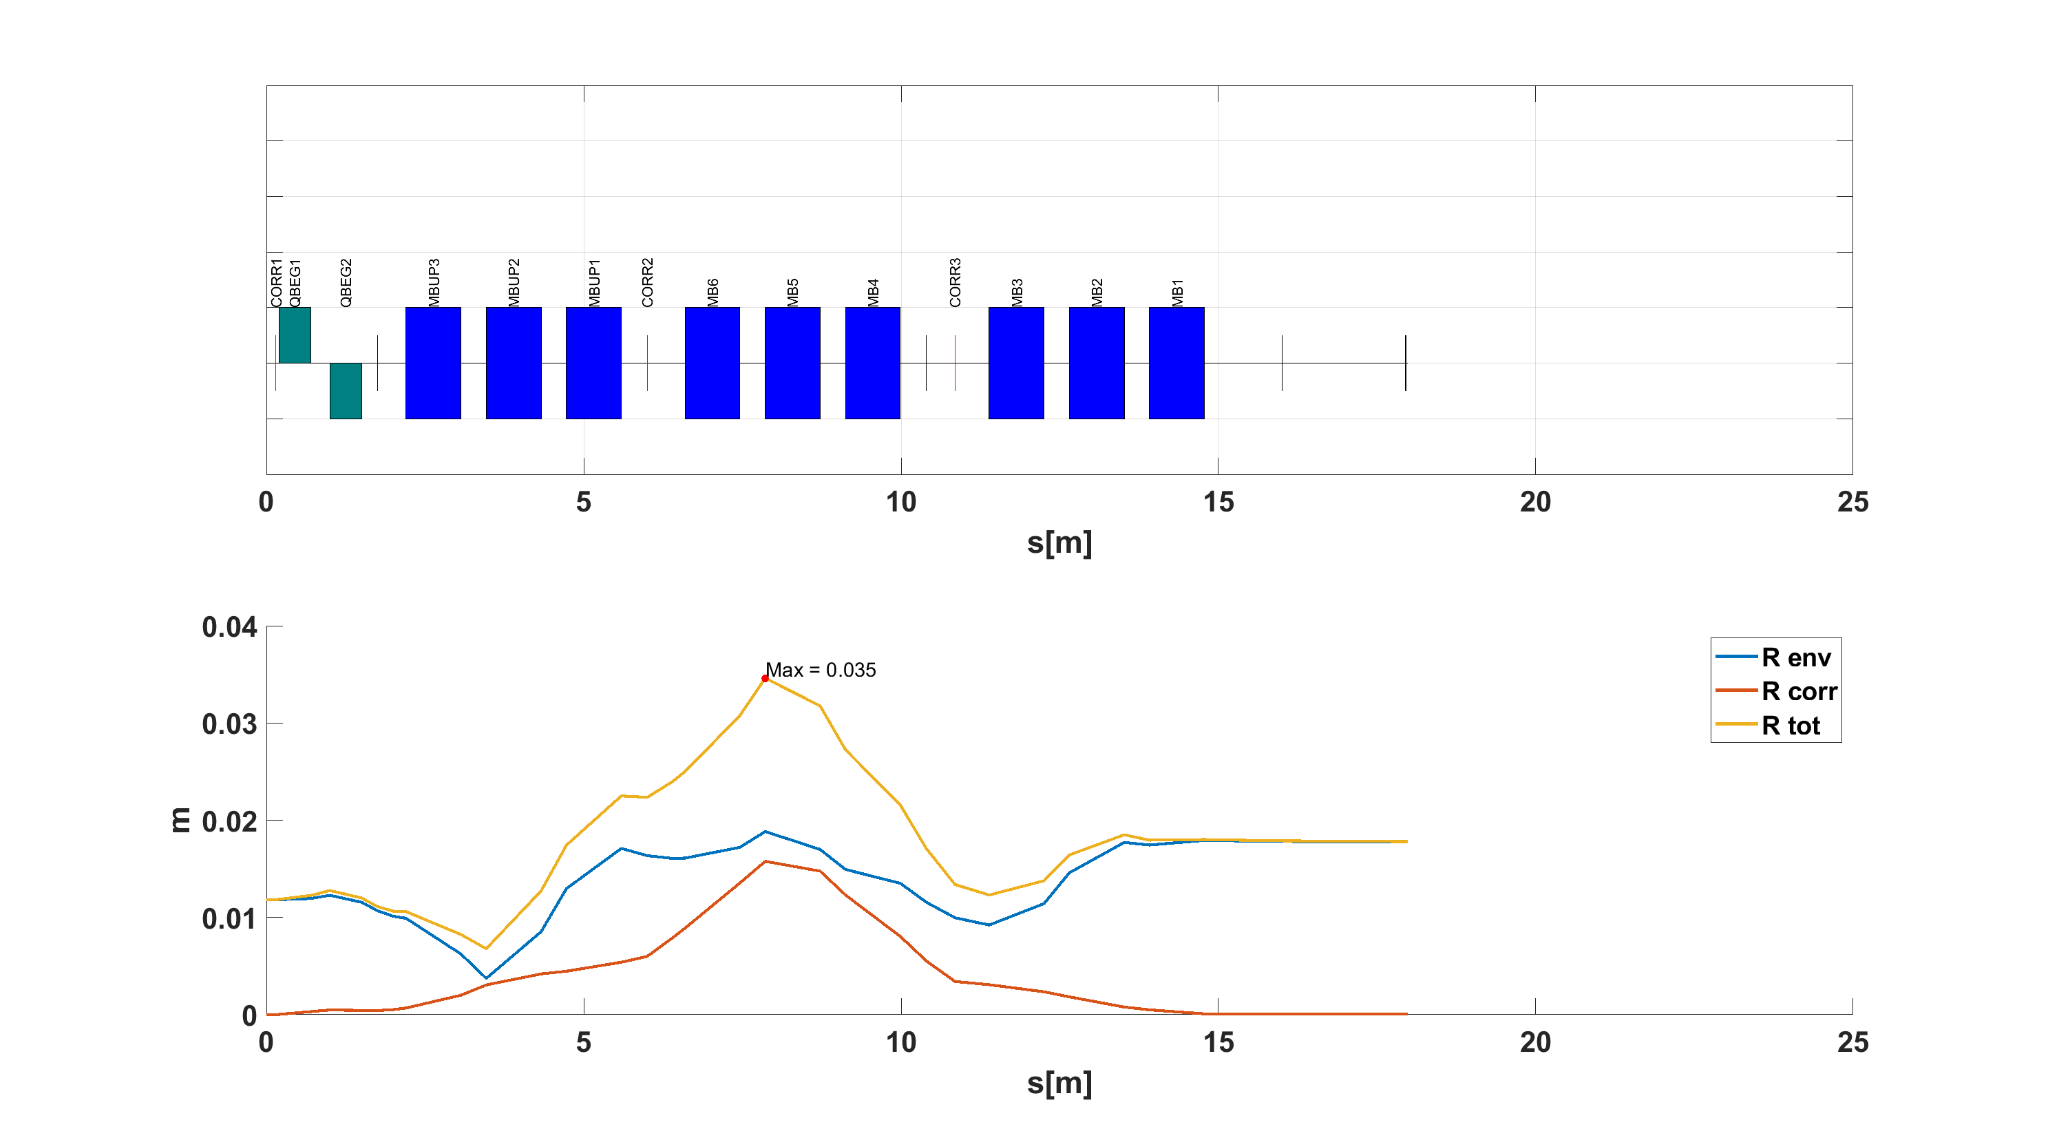 CORR1
QBEG1
QBEG2
MBUP3
MBUP2
MBUP1
CORR2
MB6
MB5
MB4
CORR3
MB3
MB2
MB1
0 5 10 15 20 25
s[m]
0.04
0.03
0.02
0.01
0
m
Max = 0.035
R env
R corr
R tot
0 5 10 15 20 25
s[m]